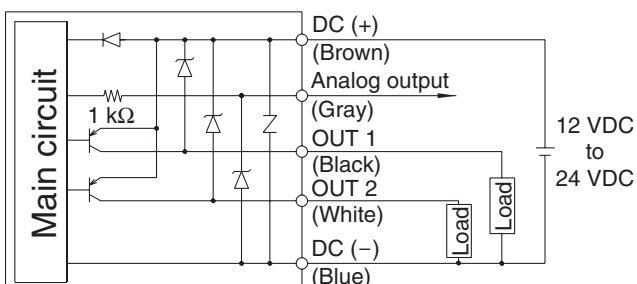 Main circuit
1 kΩ
DC (+)
(Brown)
Analog output
(Gray)
OUT 1
(Black)
OUT 2
(White)
DC (−)
(Blue)
Load
Load
12 VDC
to
24 VDC